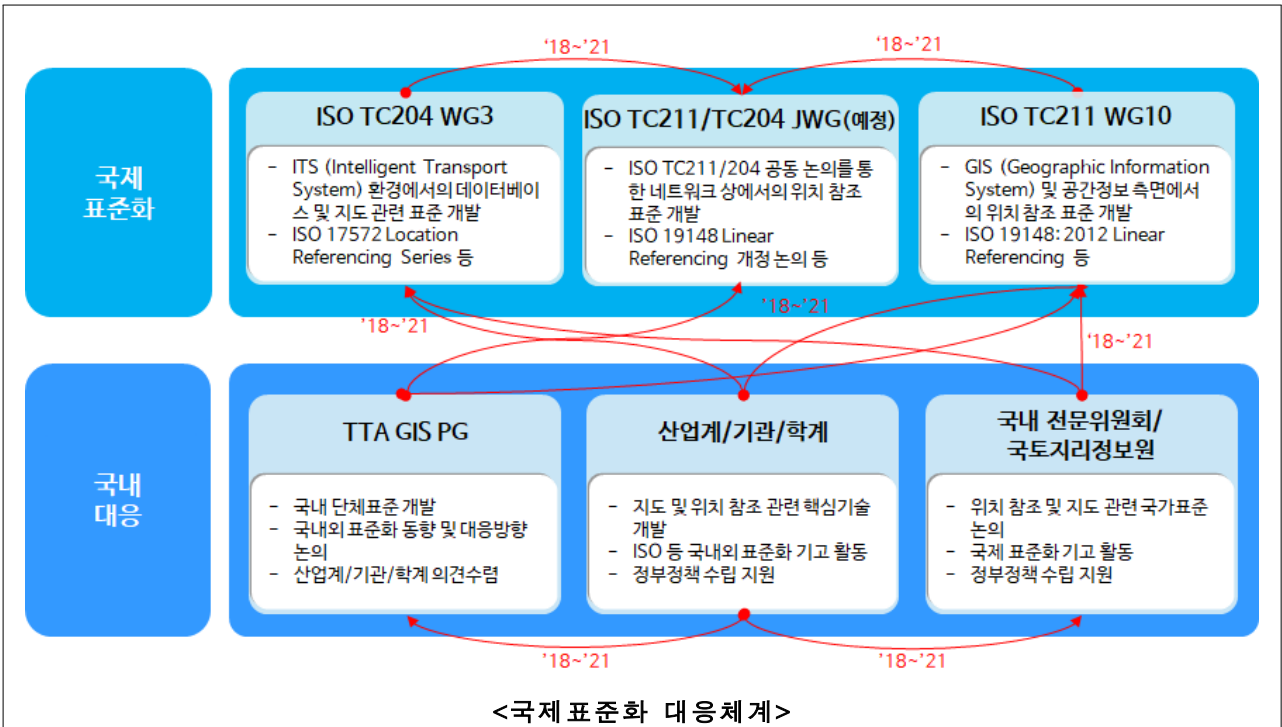 '18~'21
'18~'21
국제
표준화
ISO TC204 WG3
- ITS (Intelligent Transport
System) 환경에서의 데이터베이
스 및 지도 관련 표준 개발
- ISO 17572 Location
Referencing Series 등
ISO TC211/TC204 JWG(예정)
- ISO TC211/204 공동 논의를 통
한 네트워크 상에서의 위치 참조
표준 개발
- ISO 19148 Linear
Referencing 개정 논의 등
ISO TC211 WG10
- GIS (Geographic Information
System) 및 공간정보 측면에서
의 위치 참조 표준 개발
- ISO 19148:2012 Linear
Referencing 등
'18~'21
'18~'21
'18~'21
국내
대응
TTA GIS PG
- 국내 단체표준 개발
- 국내외 표준화 동향 및 대응방향
논의
- 산업계/기관/학계 의견수렴
산업계/기관/학계
- 지도 및 위치 참조 관련 핵심기술
개발
- ISO 등 국내외 표준화 기고 활동
- 정부정책 수립 지원
국내 전문위원회/
국토지리정보원
- 위치 참조 및 지도 관련 국가표준
논의
- 국제 표준화 기고 활동
- 정부정책 수립 지원
'18~'21
'18~'21
<국제표준화 대응체계>